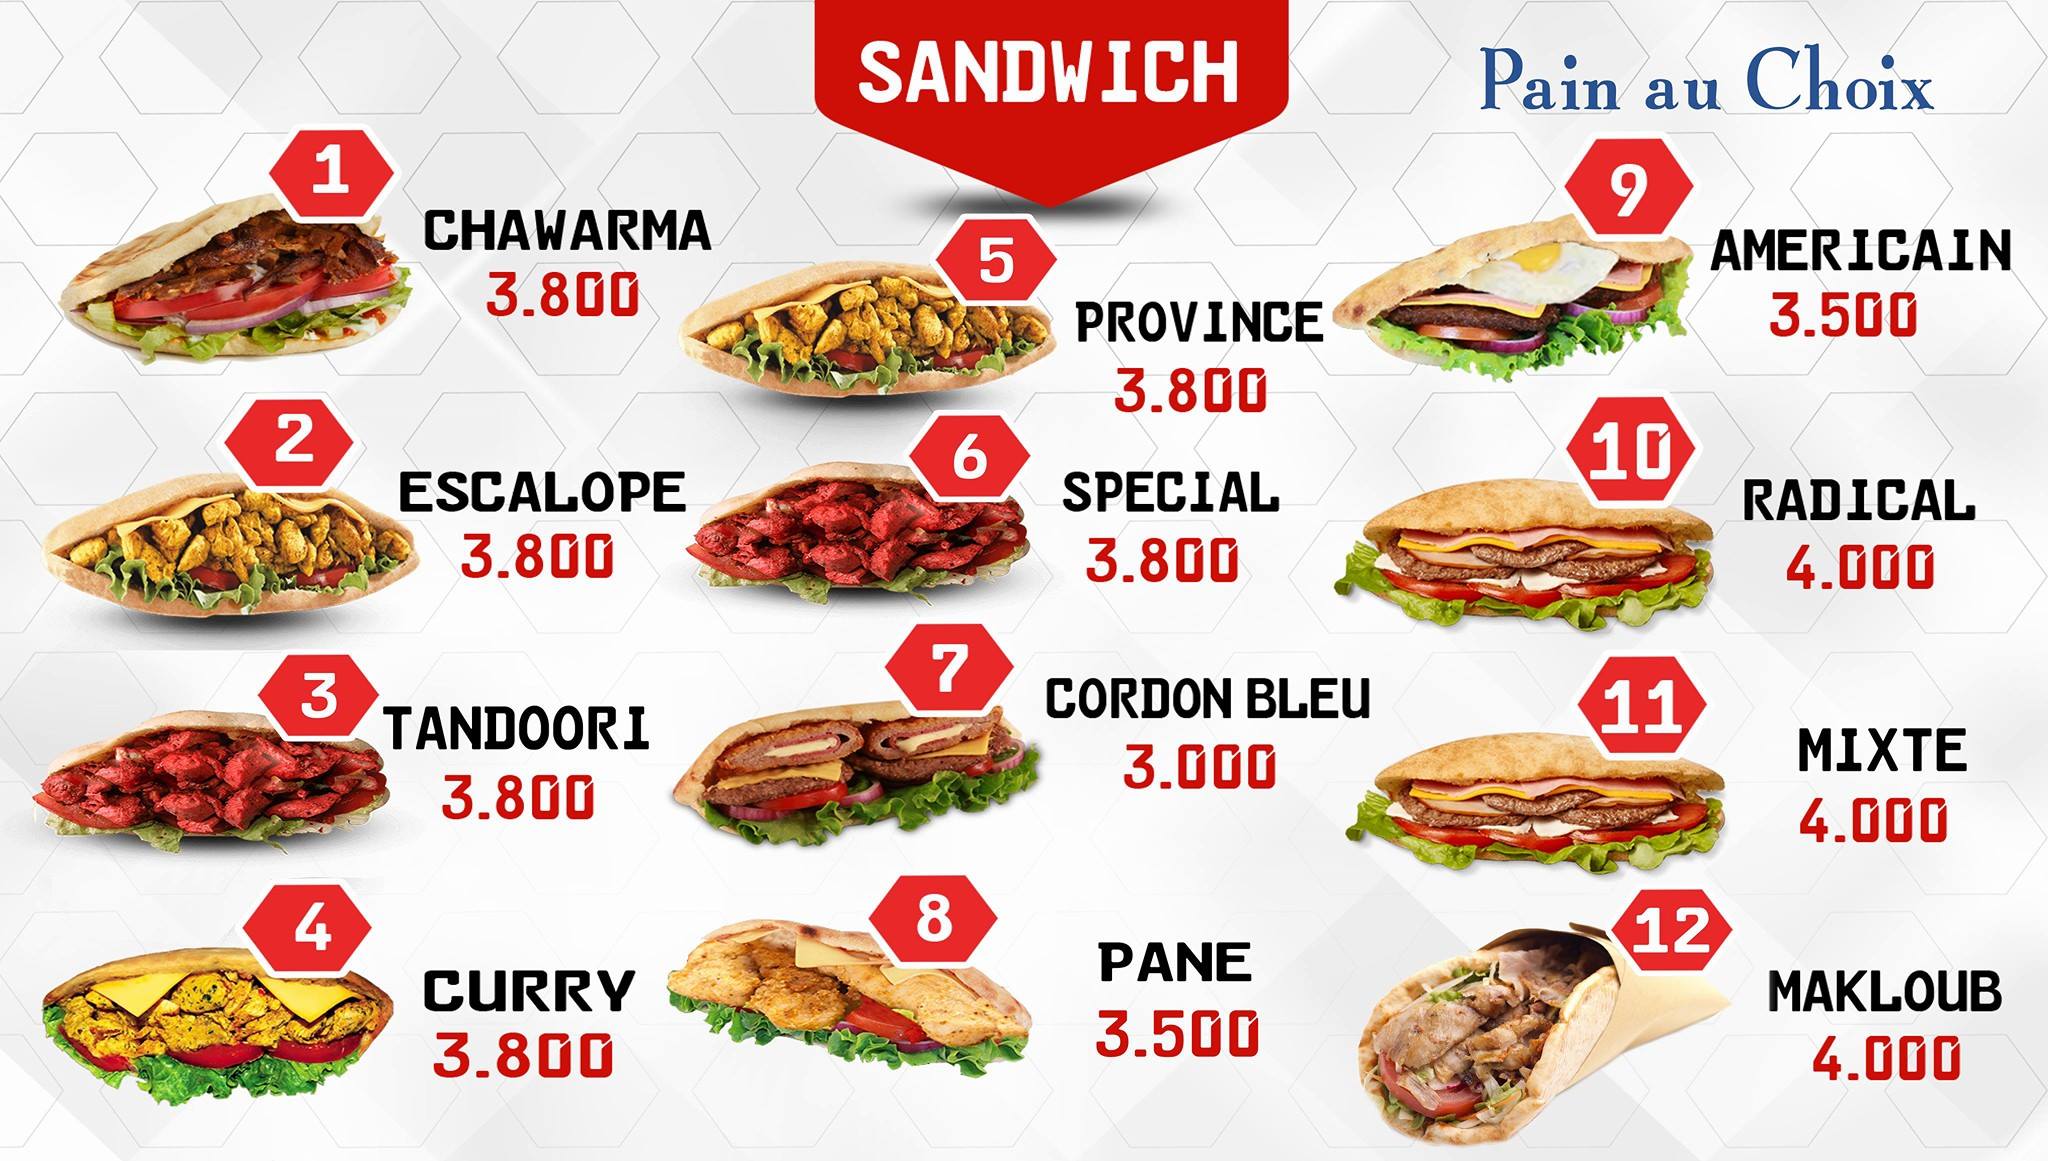 SANDWICH
Pain au Choix
1
CHAWARMA
3.800
2
ESCALOPE
3.800
3
TANDOORI
3.800
4
CURRY
3.800
5
PROVINCE
3.800
6
SPECIAL
3.800
7
CORDON BLEU
3.000
8
PANE
3.500
9
AMERICAIN
3.500
10
RADICAL
4.000
11
MIXTE
4.000
12
MAKLOUB
4.000